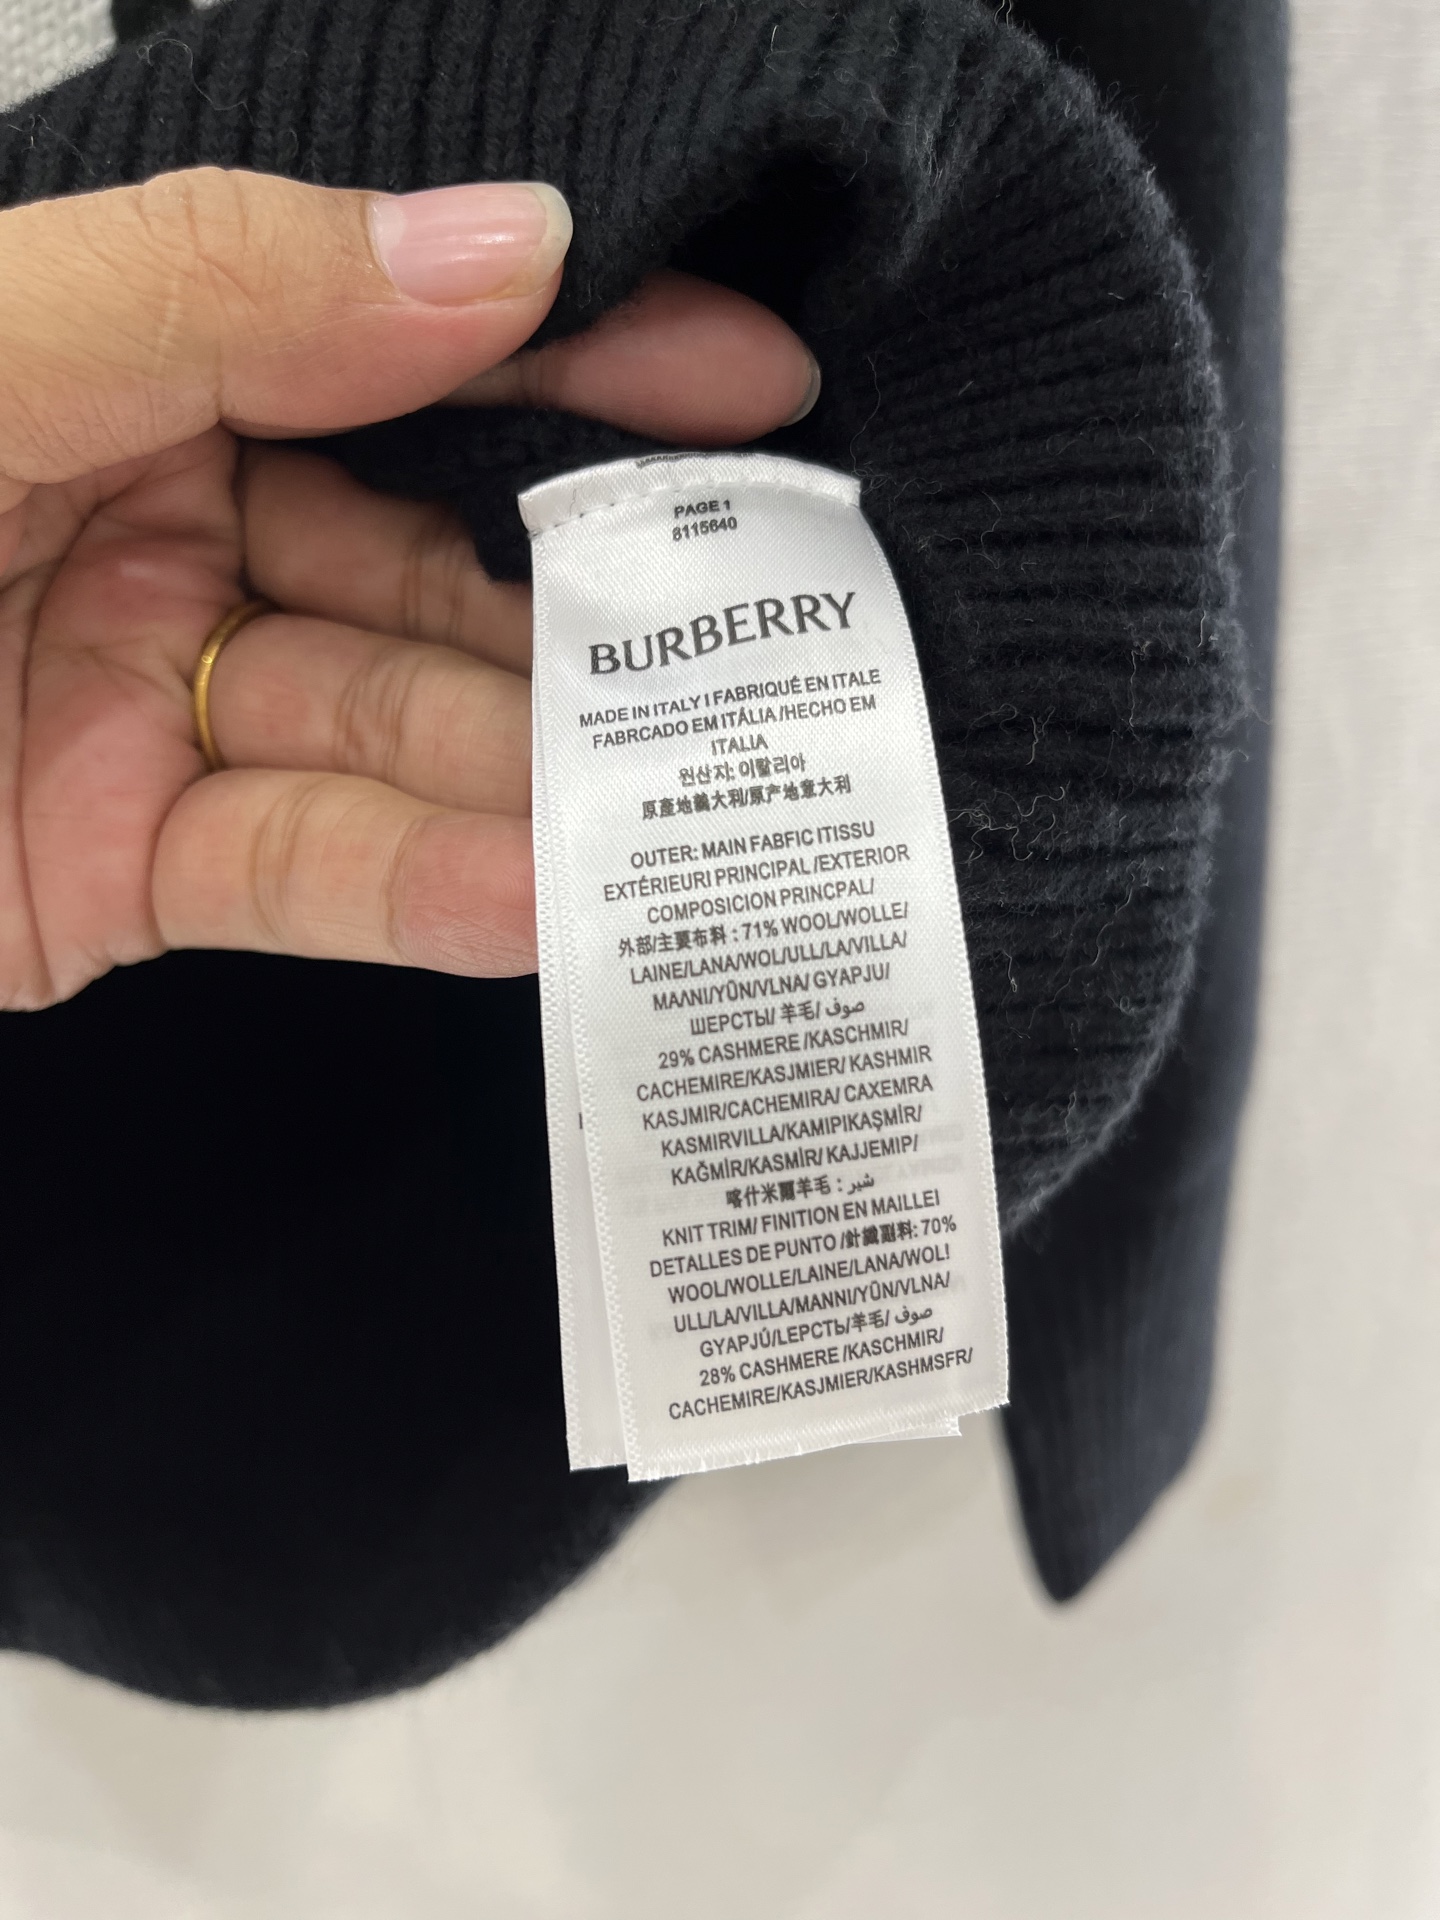 PAGE 1
8115640
BURBERRY
MADE IN ITALY I FABRIQUÉ EN ITALE
FABRCADO EM ITÁLIA /HECHO EM
ITALIA
원산지: 이탈리아
原產地義大利/原产地意大利
OUTER: MAIN FABFIC ITISSU
EXTÉRIEURI PRINCIPAL /EXTERIOR
COMPOSICION PRINCPAL/
外部/主要布料 : 71% WOOL/WOLLE/
LAINE/LANA/WOL/ULL/LA/VILLA/
MAɅNI/YŪN/VLNA/ GYAPJU/
ШЕРСТЫ/ 羊毛/ صوف
29% CASHMERE /KASCHMIR/
CACHEMIRE/KASJMIER/ KASHMIR
KASJMIR/CACHEMIRA/ CAXEMRA
KASMIRVILLA/KAMIPIKAŞMİR/
KAĞMİR/KASMİR/ KAJJEMIP/
喀什米爾羊毛 : شير
KNIT TRIM/ FINITION EN MAILLEI
DETALLES DE PUNTO /針織副料: 70%
WOOL/WOLLE/LAINE/LANA/WOL!
ULL/LA/VILLA/MANNI/YŪN/VLNA/
GYAPJÚ/LEPCTЬ/羊毛/ صوف
28% CASHMERE /KASCHMIR/
CACHEMIRE/KASJMIER/KASHMSFR/